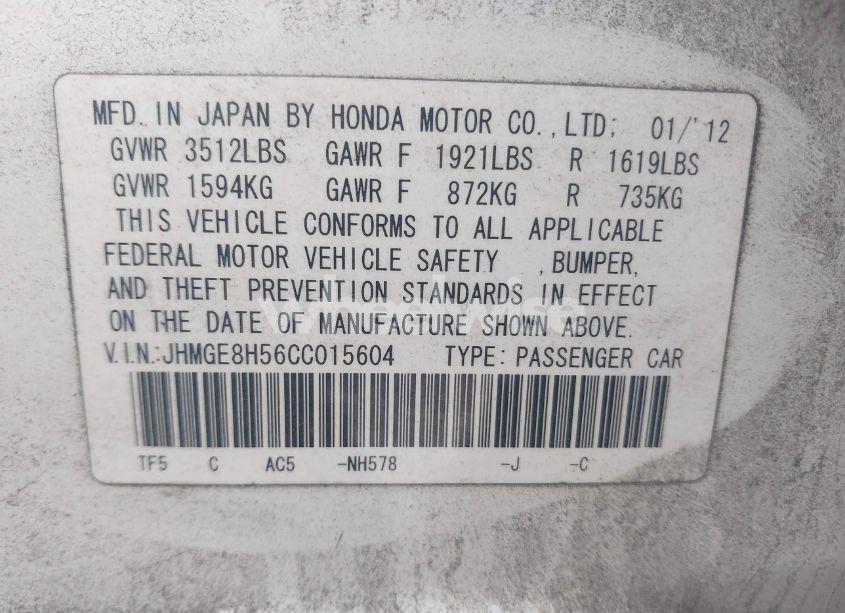 MFD. IN JAPAN BY HONDA MOTOR CO., LTD; 01/'12
GVWR 3512LBS GAWR F 1921LBS R 1619LBS
GVWR 1594KG GAWR F 872KG R 735KG
THIS VEHICLE CONFORMS TO ALL APPLICABLE
FEDERAL MOTOR VEHICLE SAFETY , BUMPER,
AND THEFT PREVENTION STANDARDS IN EFFECT
ON THE DATE OF MANUFACTURE SHOWN ABOVE.
V.I.N.:JHMGE8H56CC015604 TYPE: PASSENGER CAR
TF5 C AC5 -NH578 -J -C